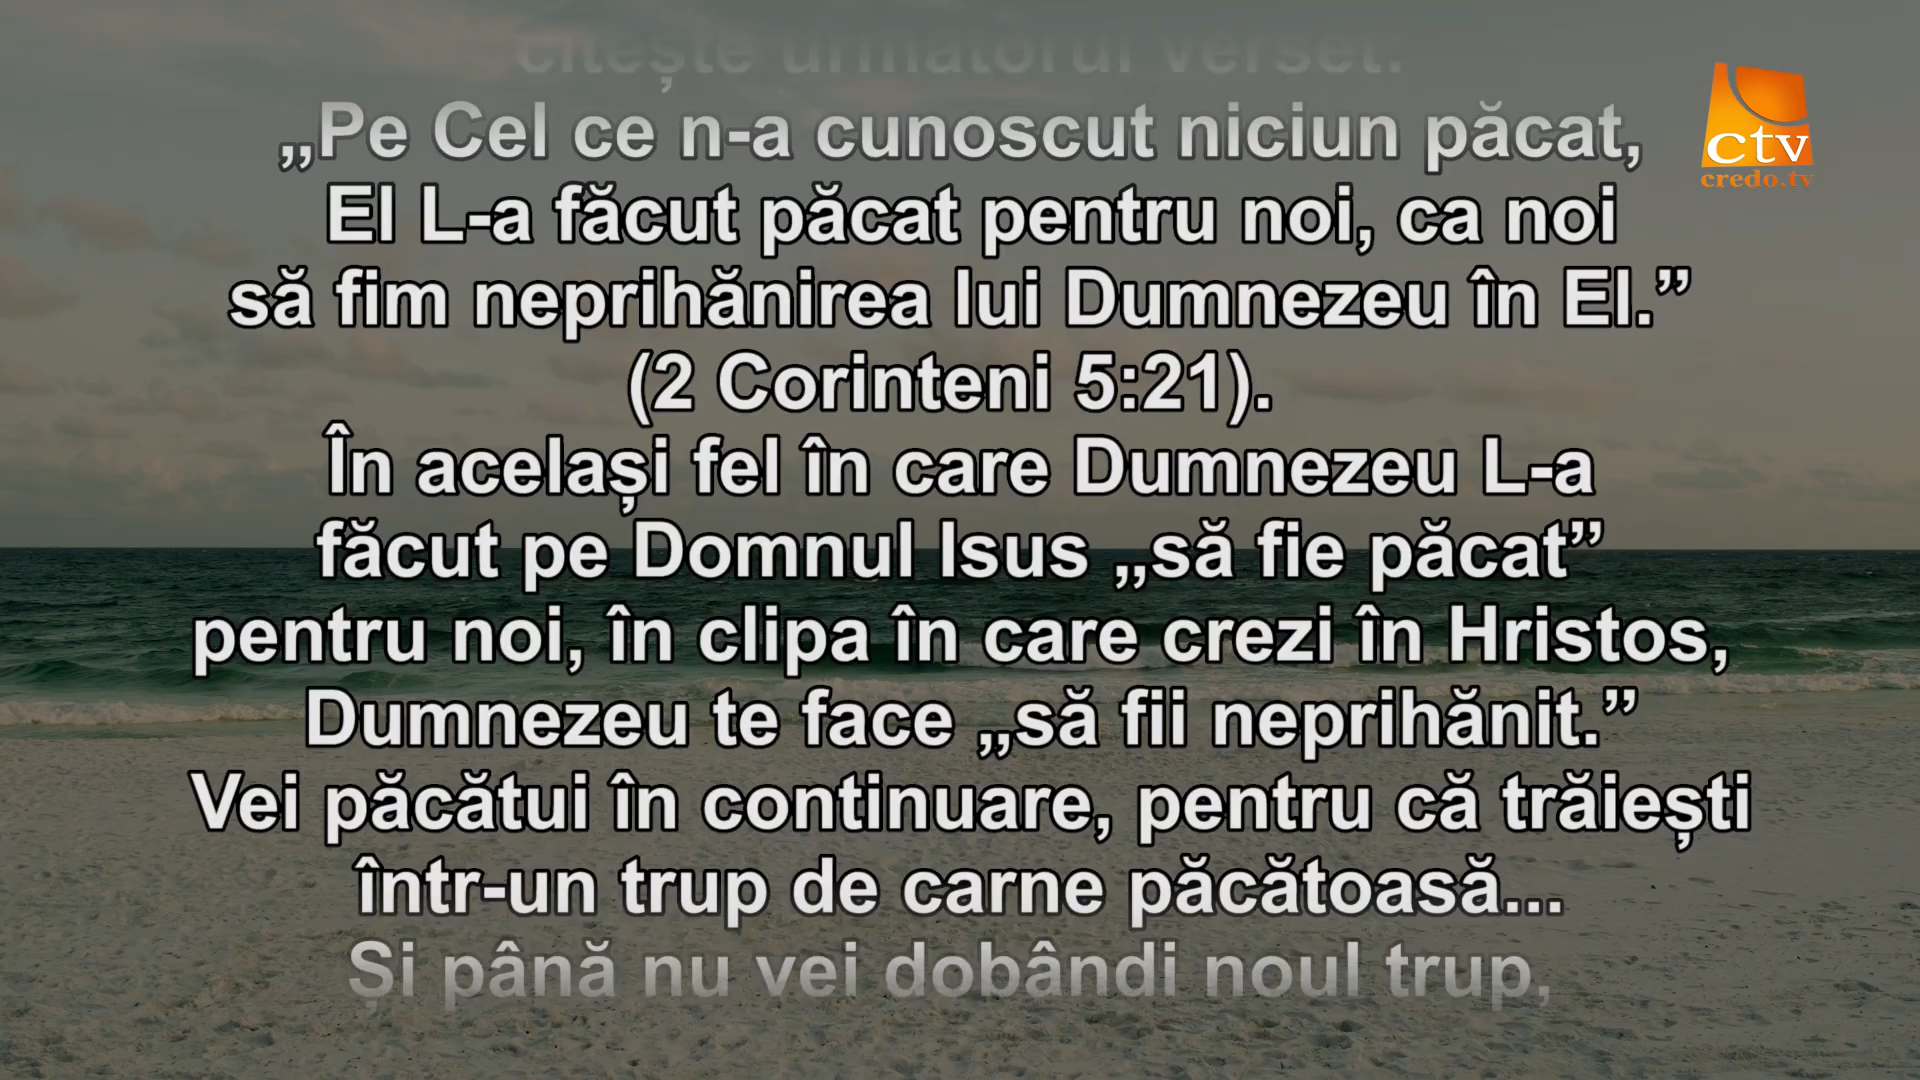 citește următorul verset:
„Pe Cel ce n-a cunoscut niciun păcat,
El L-a făcut păcat pentru noi, ca noi
să fim neprihănirea lui Dumnezeu în El.”
(2 Corinteni 5:21).
În același fel în care Dumnezeu L-a
făcut pe Domnul Isus „să fie păcat”
pentru noi, în clipa în care crezi în Hristos,
Dumnezeu te face „să fii neprihănit.”
Vei păcătui în continuare, pentru că trăiești
într-un trup de carne păcătoasă...
Și până nu vei dobândi noul trup,
ctv
credo.tv